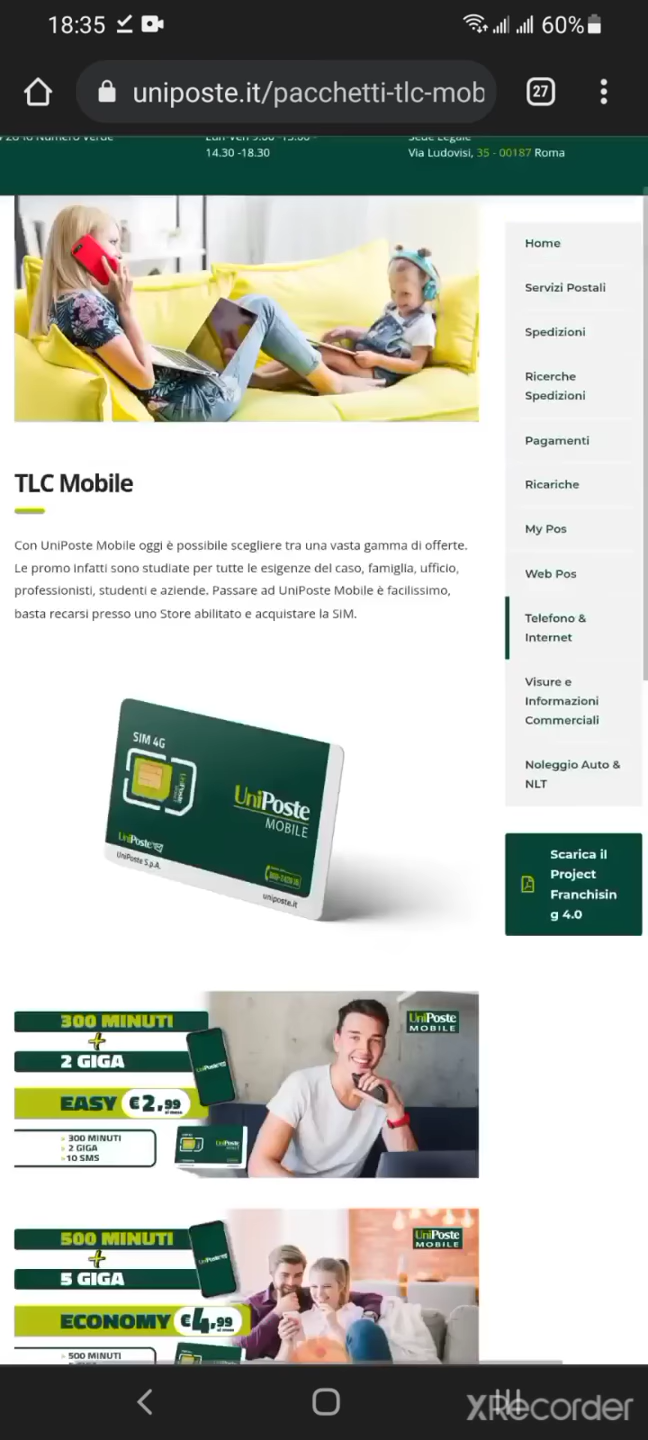 18:35
60%
uniposte.it/pacchetti-tlc-mob
27
14.30 -18.30
Sede Legale
Via Ludovisi, 35 - 00187 Roma
Home
Servizi Postali
Spedizioni
Ricerche
Spedizioni
Pagamenti
Ricariche
My Pos
Web Pos
Telefono &
Internet
Visure e
Informazioni
Commerciali
Noleggio Auto &
NLT
Scarica il
Project
Franchisin
g 4.0
TLC Mobile
Con UniPoste Mobile oggi è possibile scegliere tra una vasta gamma di offerte.
Le promo infatti sono studiate per tutte le esigenze del caso, famiglia, ufficio,
professionisti, studenti e aziende. Passare ad UniPoste Mobile è facilissimo,
basta recarsi presso uno Store abilitato e acquistare la SIM.
SIM 4G
UniPoste
MOBILE
UniPoste
UniPoste S.p.A.
uniposte.it
300 MINUTI
+
2 GIGA
EASY €2,99
al mese
300 MINUTI
2 GIGA
10 SMS
UniPoste
MOBILE
500 MINUTI
+
5 GIGA
ECONOMY €4,99
al mese
500 MINUTI
UniPoste
MOBILE
XRecorder